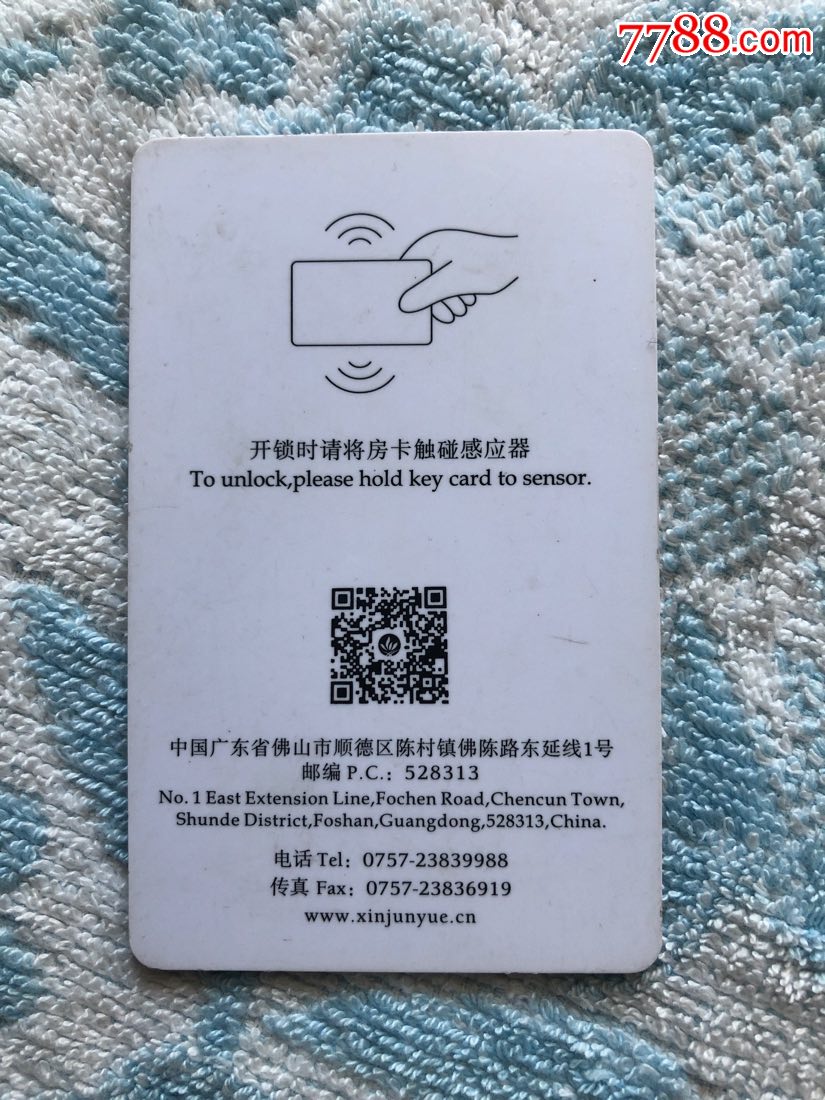 7788.com
开锁时请将房卡触碰感应器
To unlock,please hold key card to sensor.
中国广东省佛山市顺德区陈村镇佛陈路东延线1号
邮编 P.C.: 528313
No. 1 East Extension Line,Fochen Road,Chencun Town,
Shunde District,Foshan,Guangdong,528313,China.
电话 Tel: 0757-23839988
传真 Fax: 0757-23836919
www.xinjunyue.cn